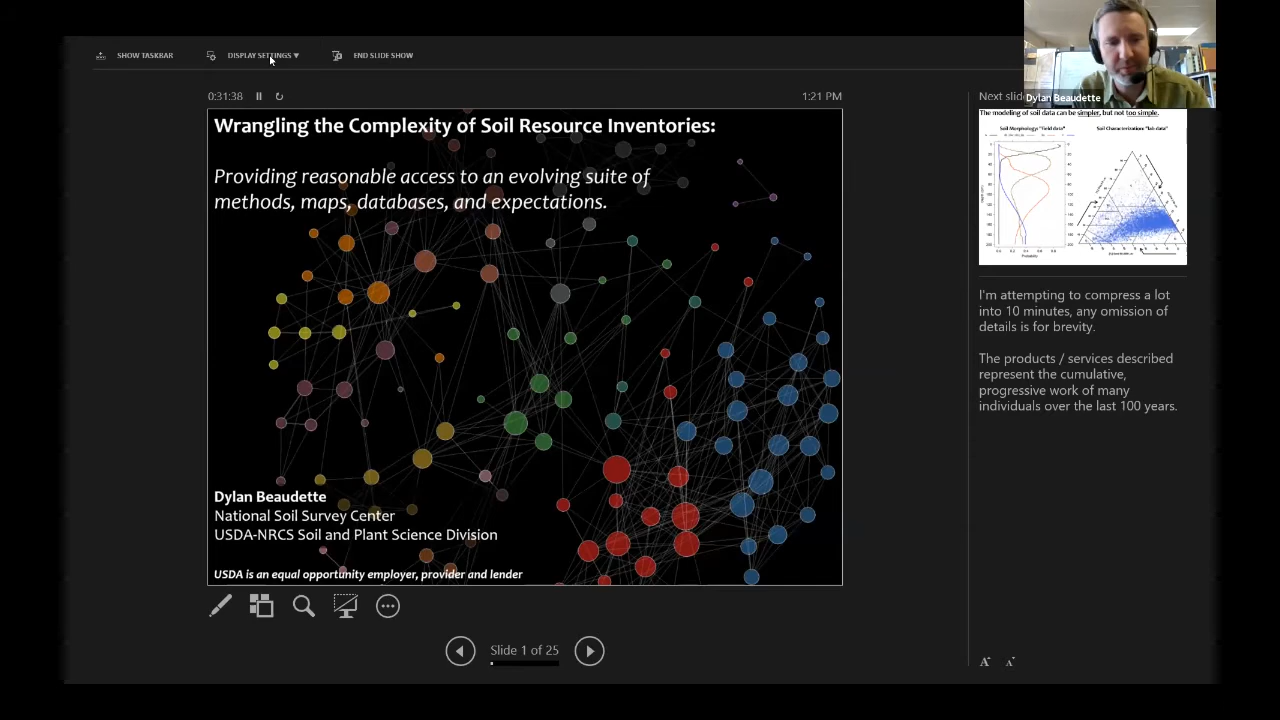 SHOW TASKBAR
DISPLAY SETTINGS ▼
END SLIDE SHOW
Dylan Beaudette
0:31:38
1:21 PM
Next slid
Wrangling the Complexity of Soil Resource Inventories:
Providing reasonable access to an evolving suite of
methods, maps, databases, and expectations.
Dylan Beaudette
National Soil Survey Center
USDA-NRCS Soil and Plant Science Division
USDA is an equal opportunity employer, provider and lender
Slide 1 of 25
The modeling of soil data can be simpler, but not too simple.
Soil Morphology "field data"
Soil Characterization "lab data"
Probability
I'm attempting to compress a lot
into 10 minutes, any omission of
details is for brevity.
The products / services described
represent the cumulative,
progressive work of many
individuals over the last 100 years.
A
A